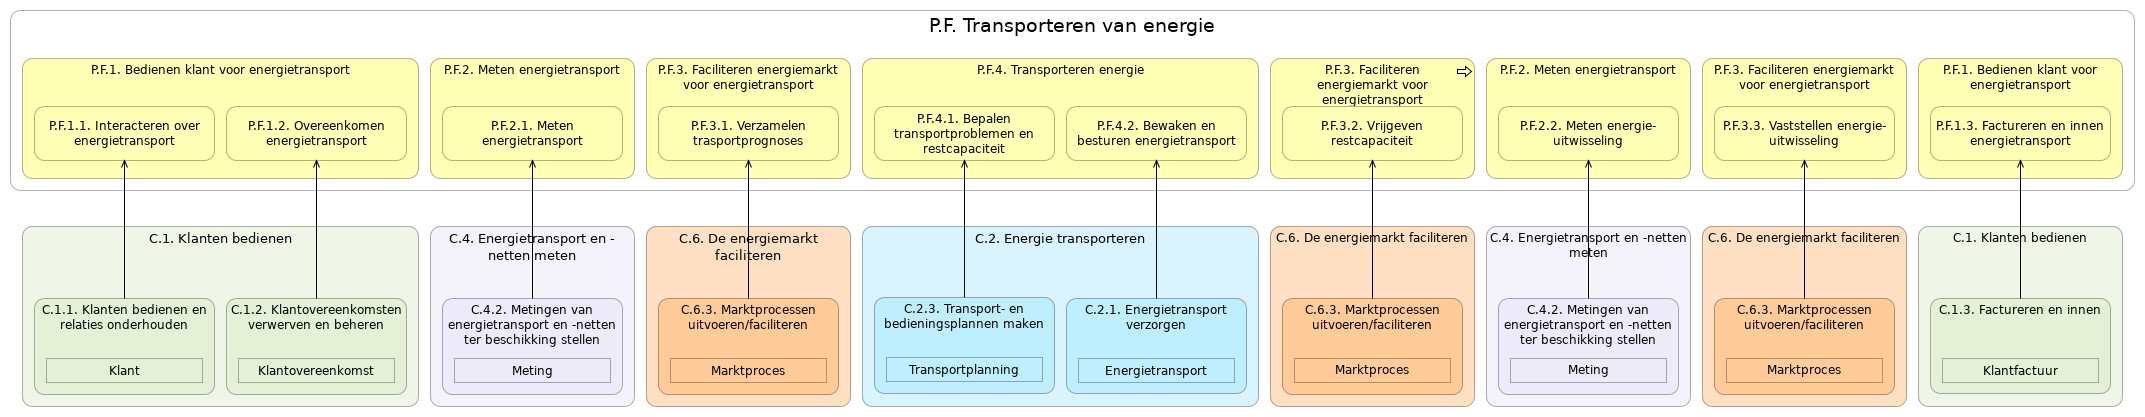 P.F. Transporteren van energie
P.F.1. Bedienen klant voor energietransport
P.F.1.1. Interacteren over
energietransport
P.F.1.2. Overeenkomen
energietransport
P.F.2. Meten energietransport
P.F.2.1. Meten
energietransport
P.F.3. Faciliteren energiemarkt
voor energietransport
P.F.3.1. Verzamelen
trasportprognoses
P.F.4. Transporteren energie
P.F.4.1. Bepalen
transportproblemen en
restcapaciteit
P.F.4.2. Bewaken en
besturen energietransport
P.F.3. Faciliteren
energiemarkt voor
energietransport
P.F.3.2. Vrijgeven
restcapaciteit
P.F.2. Meten energietransport
P.F.2.2. Meten energie-
uitwisseling
P.F.3. Faciliteren energiemarkt
voor energietransport
P.F.3.3. Vaststellen energie-
uitwisseling
P.F.1. Bedienen klant voor
energietransport
P.F.1.3. Factureren en innen
energietransport
C.1. Klanten bedienen
C.1.1. Klanten bedienen en
relaties onderhouden
Klant
C.1.2. Klantovereenkomsten
verwerven en beheren
Klantovereenkomst
C.4. Energietransport en -
netten meten
C.4.2. Metingen van
energietransport en -netten
ter beschikking stellen
Meting
C.6. De energiemarkt
faciliteren
C.6.3. Marktprocessen
uitvoeren/faciliteren
Marktproces
C.2. Energie transporteren
C.2.3. Transport- en
bedieningsplannen maken
Transportplanning
C.2.1. Energietransport
verzorgen
Energietransport
C.6. De energiemarkt faciliteren
C.6.3. Marktprocessen
uitvoeren/faciliteren
Marktproces
C.4. Energietransport en -netten
meten
C.4.2. Metingen van
energietransport en -netten
ter beschikking stellen
Meting
C.6. De energiemarkt faciliteren
C.6.3. Marktprocessen
uitvoeren/faciliteren
Marktproces
C.1. Klanten bedienen
C.1.3. Factureren en innen
Klantfactuur